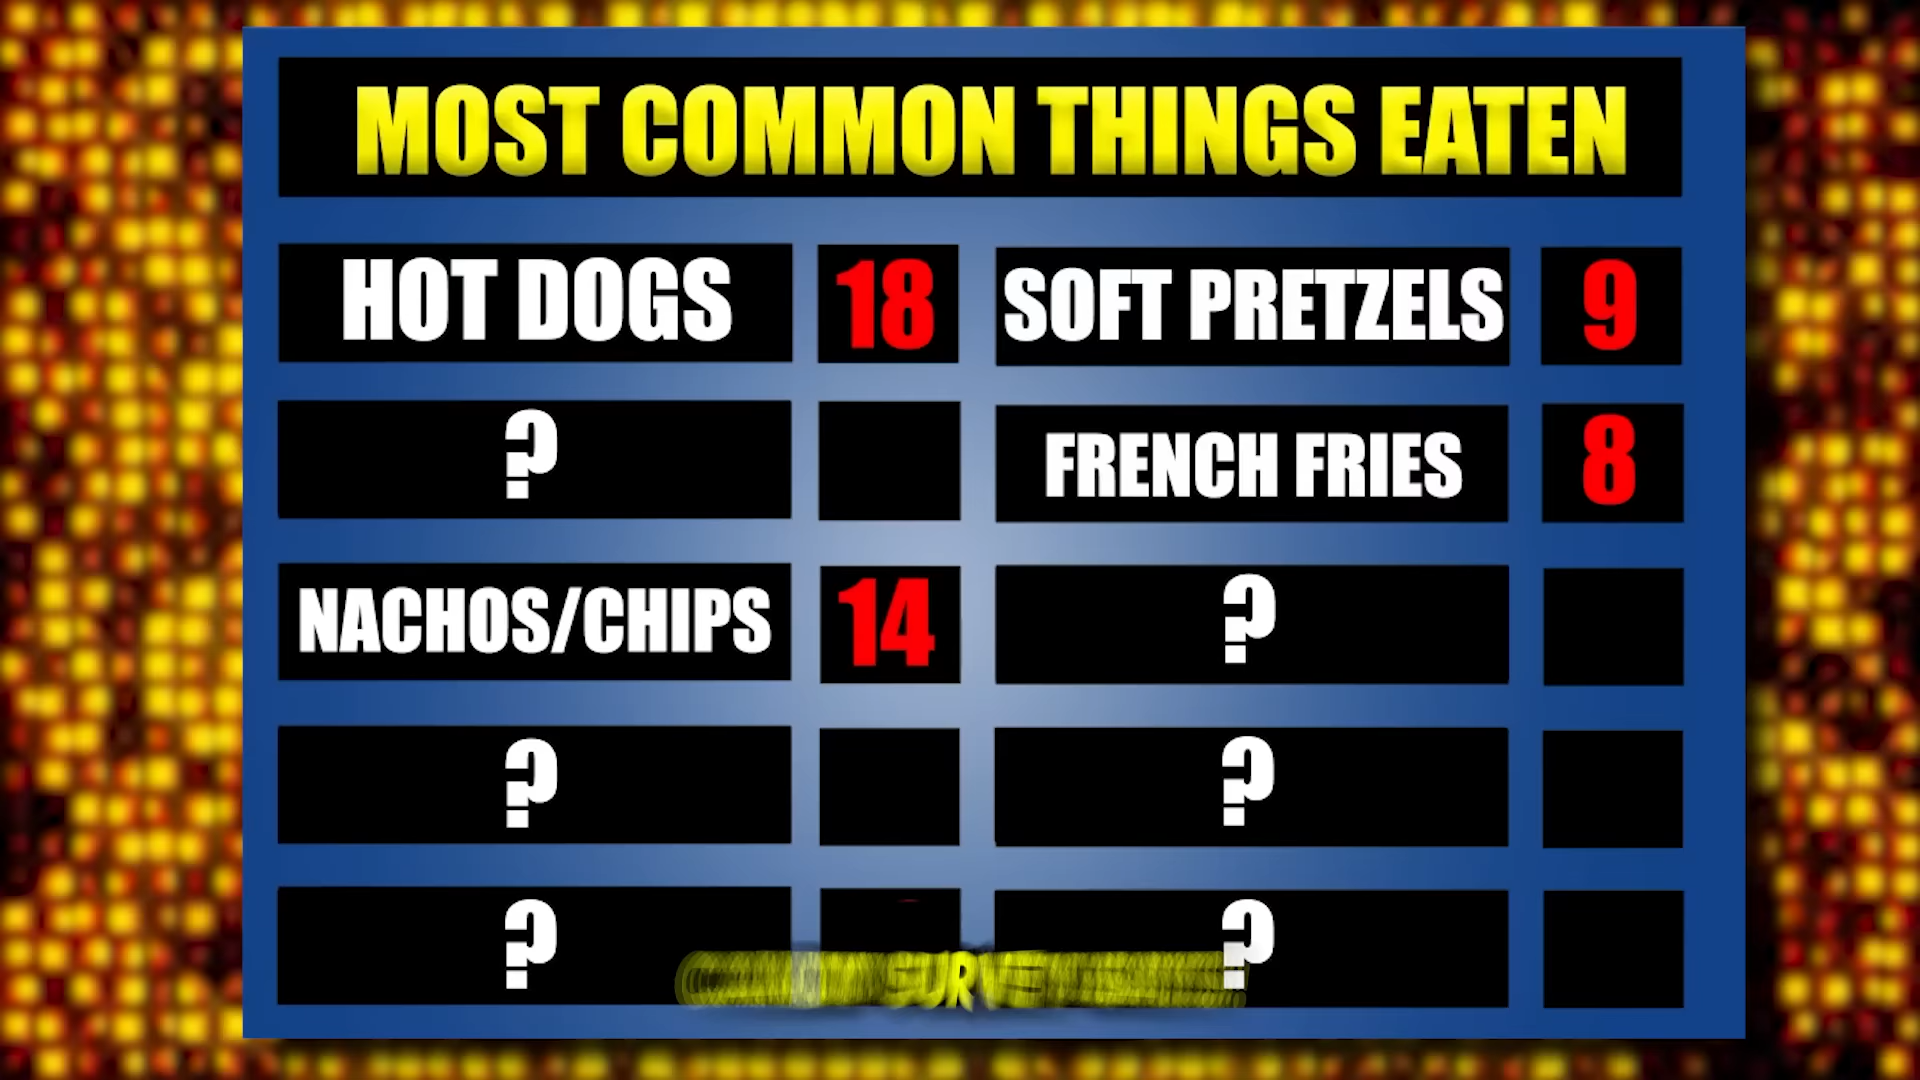 MOST COMMON THINGS EATEN
HOT DOGS 18 SOFT PRETZELS 9
? FRENCH FRIES 8
NACHOS/CHIPS 14 ?
? ?
? ?